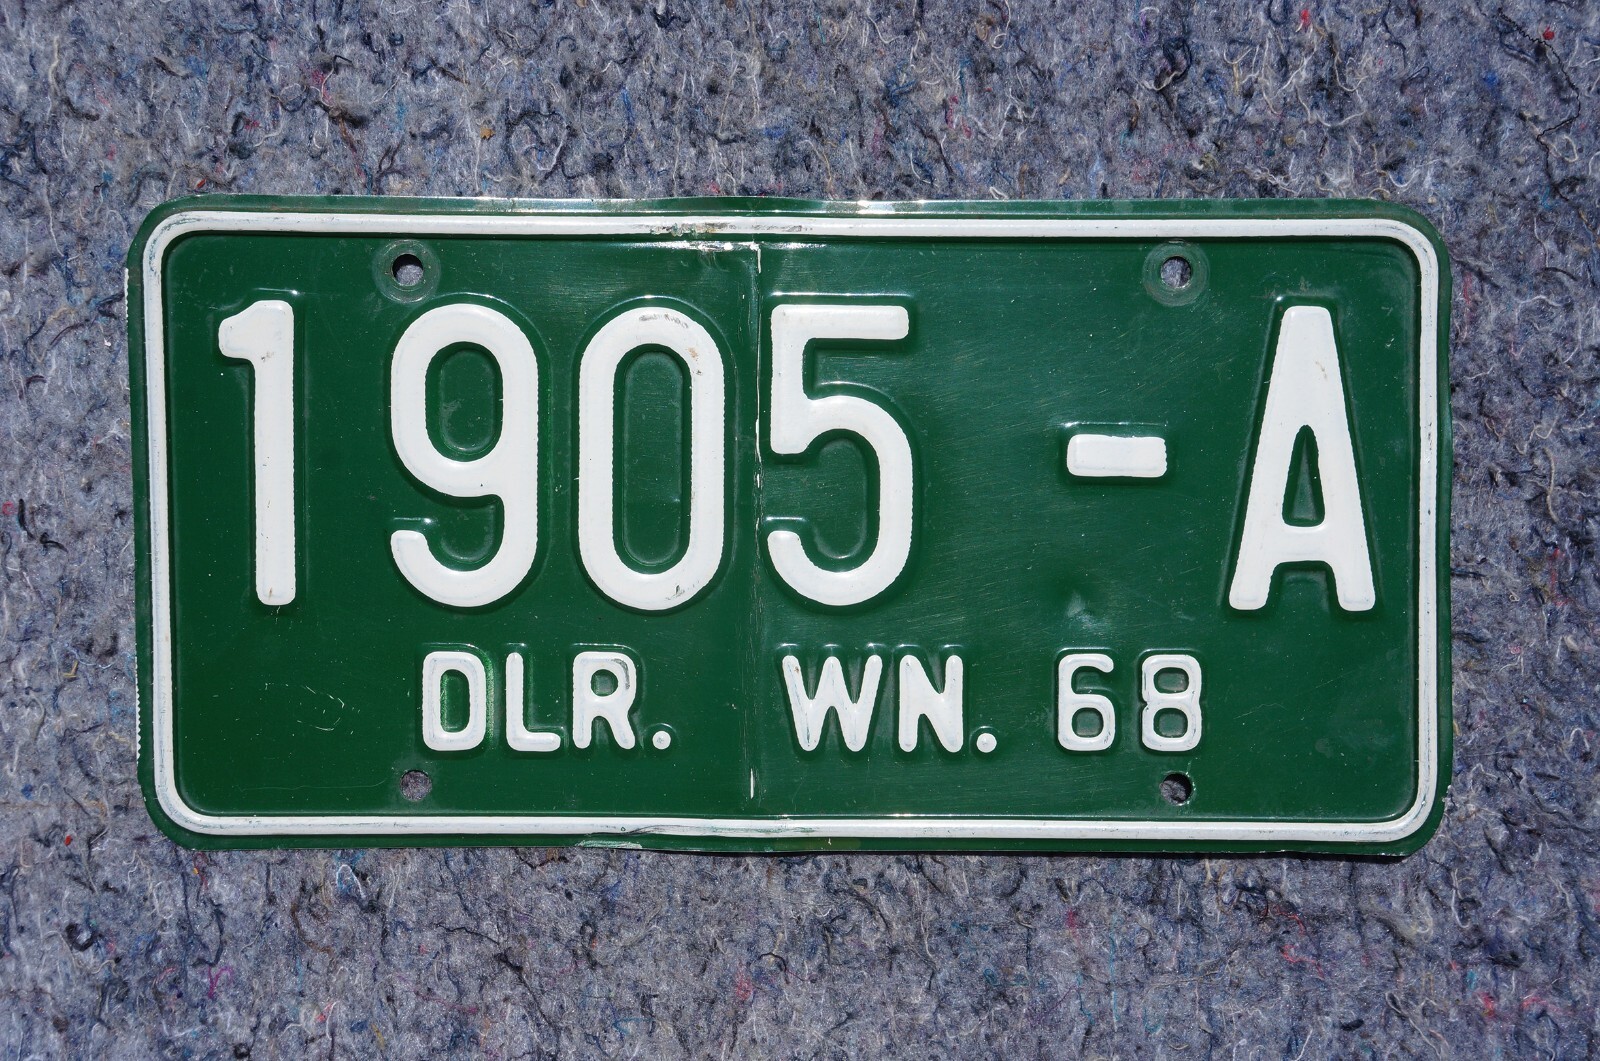 1905-A
DLR. WN. 68